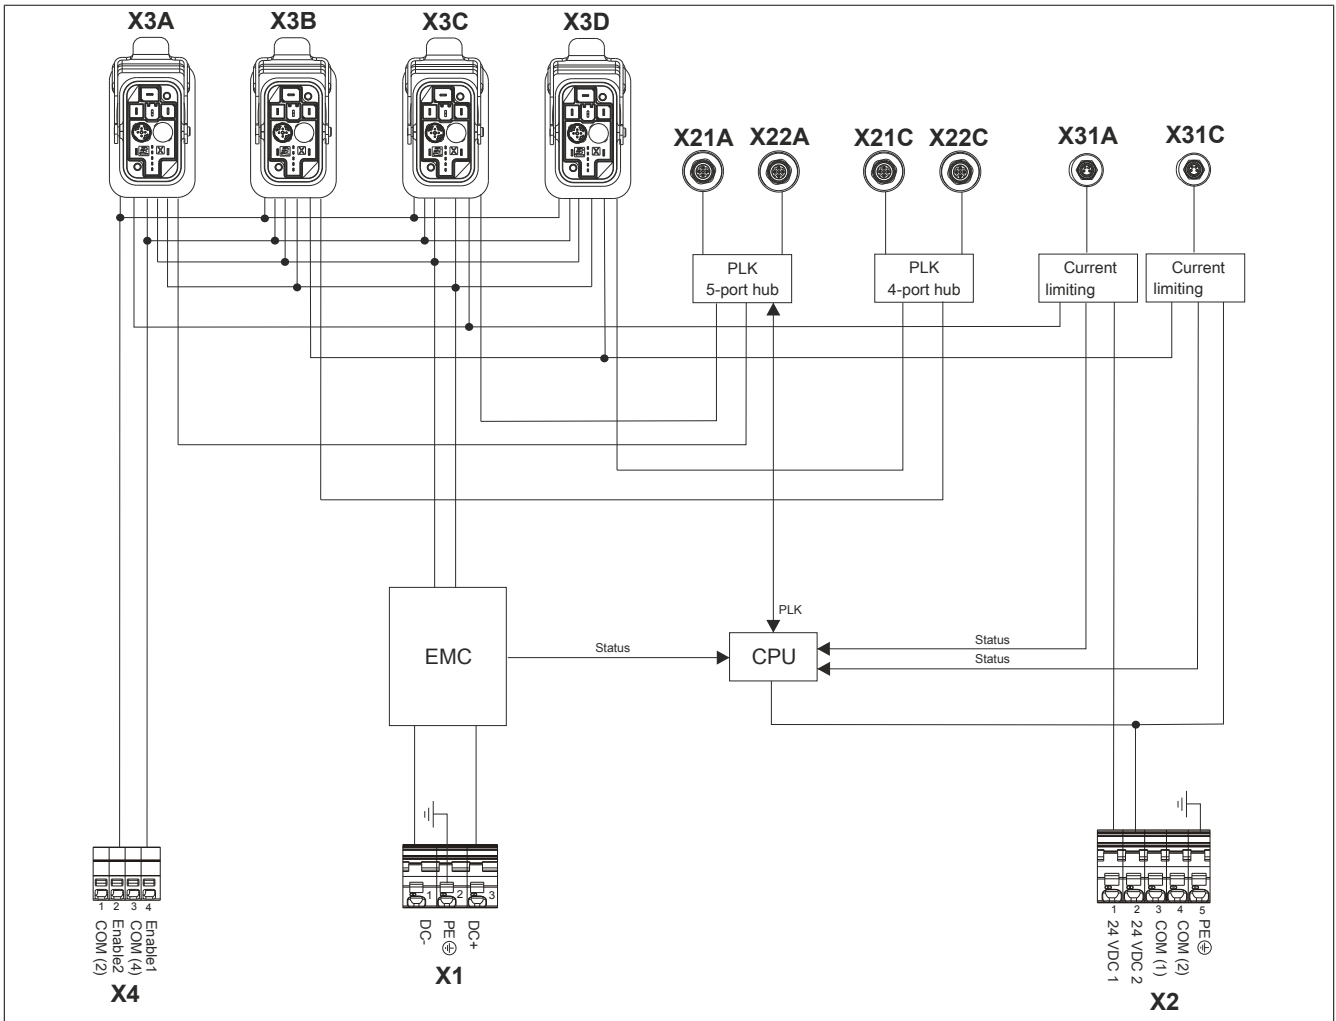 X3A X3B X3C X3D
X21A X22A X21C X22C X31A X31C
PLK
5-port hub
PLK
4-port hub
Current
limiting
Current
limiting
PLK
EMC
Status
CPU
Status
Status
1 2 3 4
COM (2)
Enable2
COM (4)
Enable1
X4
1 2 3
DC-
PE
DC+
X1
1 2 3 4 5
24 VDC 1
24 VDC 2
COM (1)
COM (2)
PE
X2